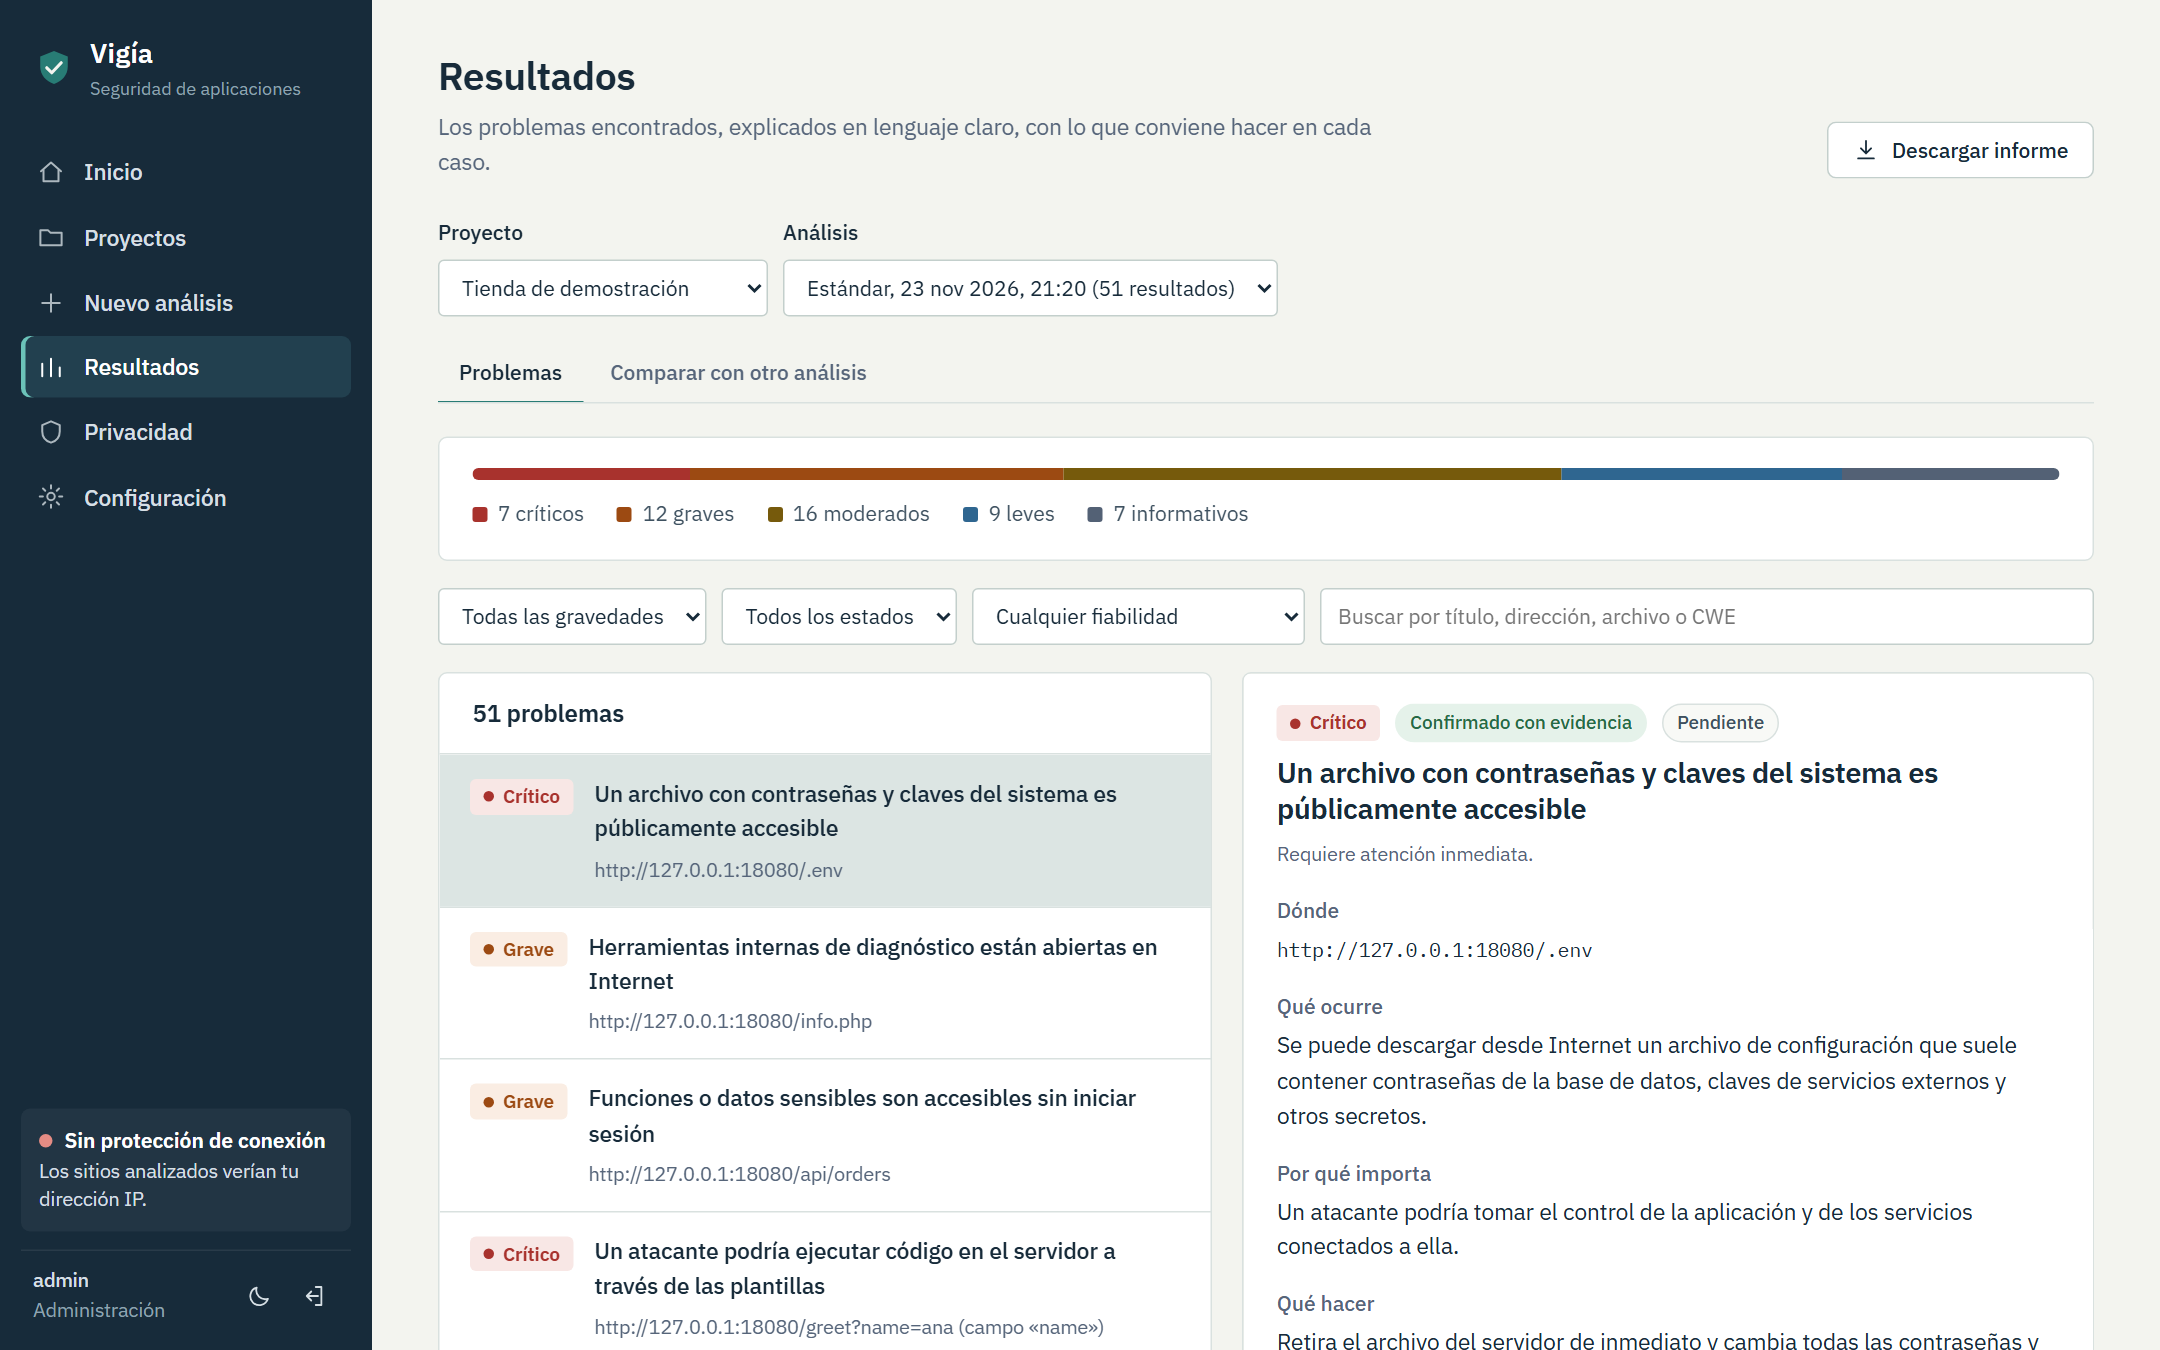 Vigía
Seguridad de aplicaciones
Inicio
Proyectos
Nuevo análisis
Resultados
Privacidad
Configuración
Sin protección de conexión
Los sitios analizados verían tu
dirección IP.
admin
Administración
Resultados
Los problemas encontrados, explicados en lenguaje claro, con lo que conviene hacer en cada
caso.
Descargar informe
Proyecto
Análisis
Tienda de demostración
Estándar, 23 nov 2026, 21:20 (51 resultados)
Problemas
Comparar con otro análisis
7 críticos
12 graves
16 moderados
9 leves
7 informativos
Todas las gravedades
Todos los estados
Cualquier fiabilidad
Buscar por título, dirección, archivo o CWE
51 problemas
Crítico
Un archivo con contraseñas y claves del sistema es
públicamente accesible
http://127.0.0.1:18080/.env
Grave
Herramientas internas de diagnóstico están abiertas en
Internet
http://127.0.0.1:18080/info.php
Grave
Funciones o datos sensibles son accesibles sin iniciar
sesión
http://127.0.0.1:18080/api/orders
Crítico
Un atacante podría ejecutar código en el servidor a
través de las plantillas
http://127.0.0.1:18080/greet?name=ana (campo «name»)
Crítico
Confirmado con evidencia
Pendiente
Un archivo con contraseñas y claves del sistema es
públicamente accesible
Requiere atención inmediata.
Dónde
http://127.0.0.1:18080/.env
Qué ocurre
Se puede descargar desde Internet un archivo de configuración que suele
contener contraseñas de la base de datos, claves de servicios externos y
otros secretos.
Por qué importa
Un atacante podría tomar el control de la aplicación y de los servicios
conectados a ella.
Qué hacer
Retira el archivo del servidor de inmediato y cambia todas las contraseñas y